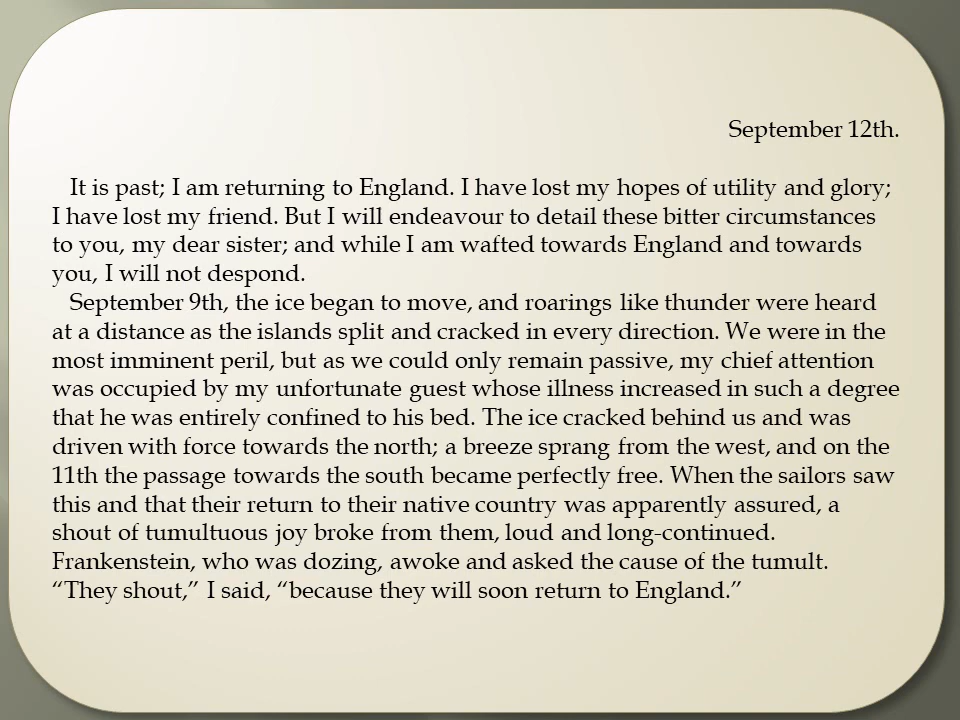 September 12th.
It is past; I am returning to England. I have lost my hopes of utility and glory;
I have lost my friend. But I will endeavour to detail these bitter circumstances
to you, my dear sister; and while I am wafted towards England and towards
you, I will not despond.
September 9th, the ice began to move, and roarings like thunder were heard
at a distance as the islands split and cracked in every direction. We were in the
most imminent peril, but as we could only remain passive, my chief attention
was occupied by my unfortunate guest whose illness increased in such a degree
that he was entirely confined to his bed. The ice cracked behind us and was
driven with force towards the north; a breeze sprang from the west, and on the
11th the passage towards the south became perfectly free. When the sailors saw
this and that their return to their native country was apparently assured, a
shout of tumultuous joy broke from them, loud and long-continued.
Frankenstein, who was dozing, awoke and asked the cause of the tumult.
“They shout,” I said, “because they will soon return to England.”